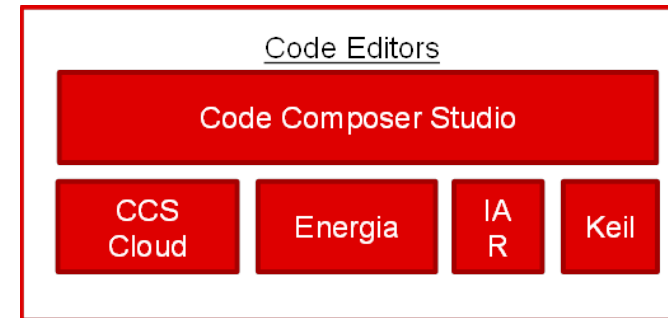 Code Editors
Code Composer Studio
CCS
Cloud
Energia
IA
R
Keil